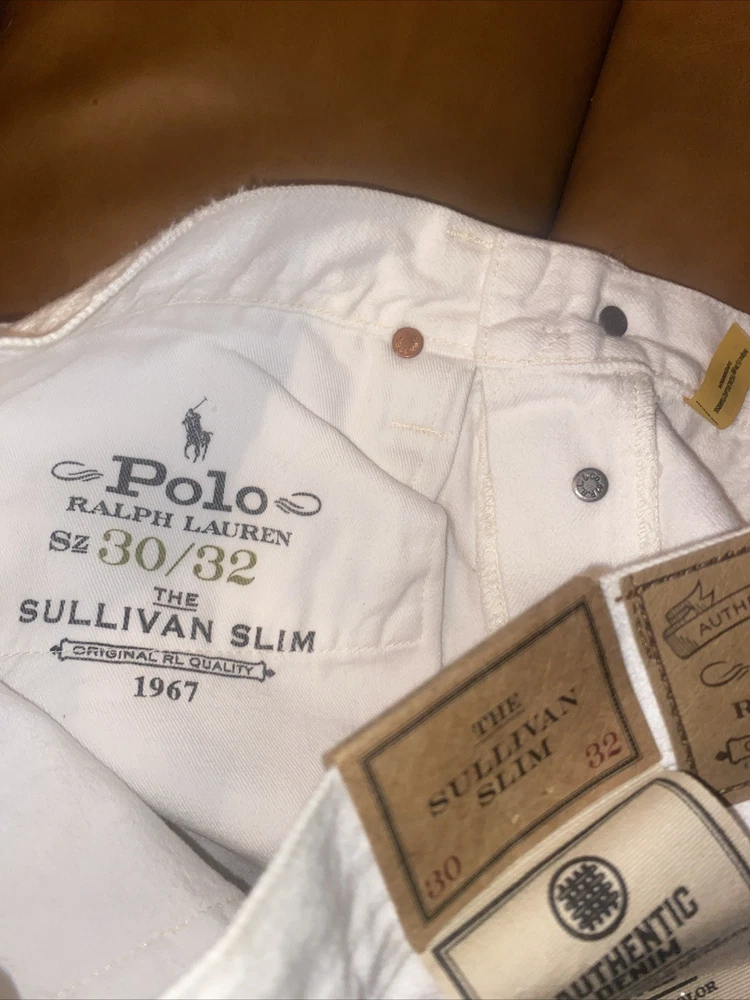 Polo
RALPH LAUREN
Sz 30/32
THE
SULLIVAN SLIM
ORIGINAL RL QUALITY
1967
THE
SULLIVAN
SLIM
30 32
AUTHENTIC
DENIM